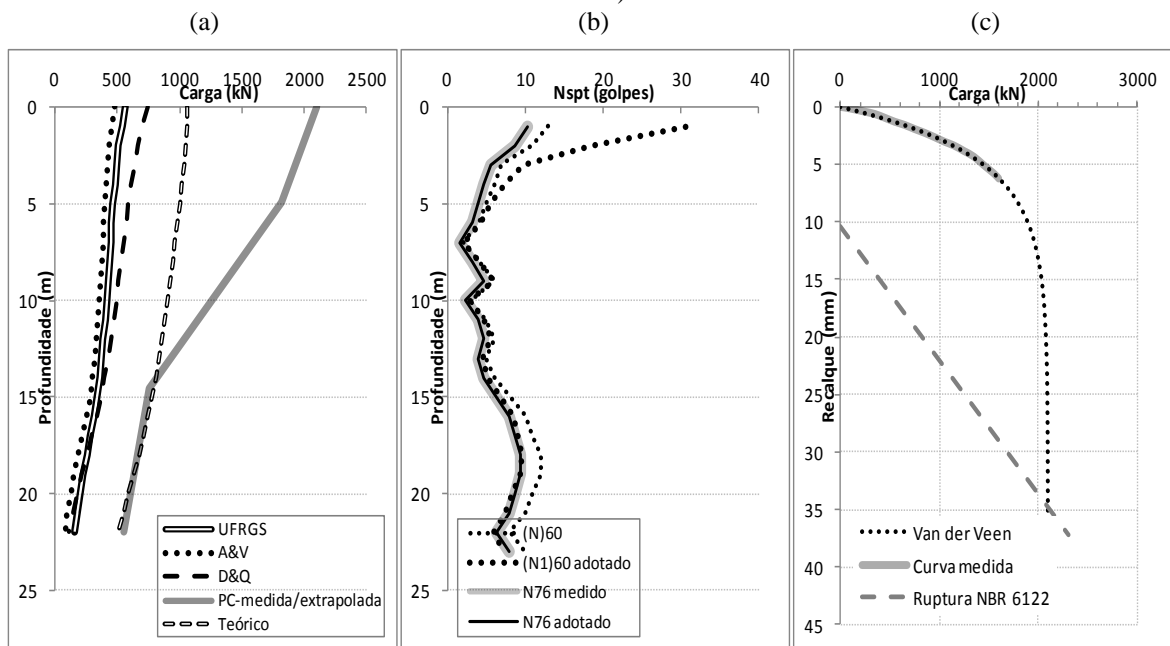 (a)
(b)
(c)
0 500 1000 1500 2000 2500
Carga (kN)
0
5
10
15
20
25
Profundidade (m)
UFRGS
A&V
D&Q
PC-medida/extrapolada
Teórico
0 10 20 30 40
Nspt (golpes)
0
5
10
15
20
25
Profundidade (m)
(N)60
(N1)60 adotado
N76 medido
N76 adotado
0 1000 2000 3000
Carga (kN)
0
5
10
15
20
25
30
35
40
45
Recalque (mm)
Van der Veen
Curva medida
Ruptura NBR 6122